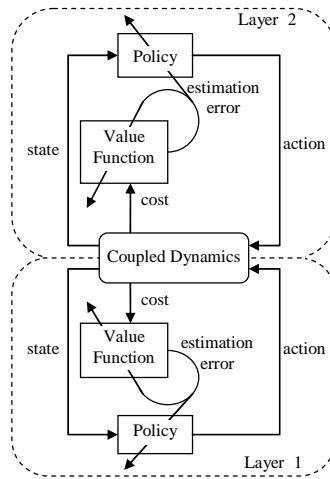 Layer 2
Policy
estimation
error
Value
Function
state
action
cost
Coupled Dynamics
cost
Value
Function
estimation
error
state
action
Policy
Layer 1